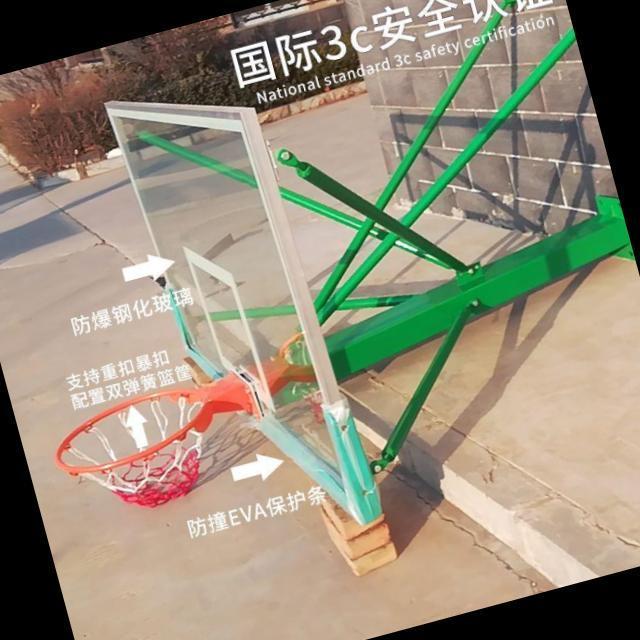 国际3c安全认证
National standard 3c safety certification
防爆钢化玻璃
支持重扣暴扣
配置双弹簧篮筐
防撞EVA保护条